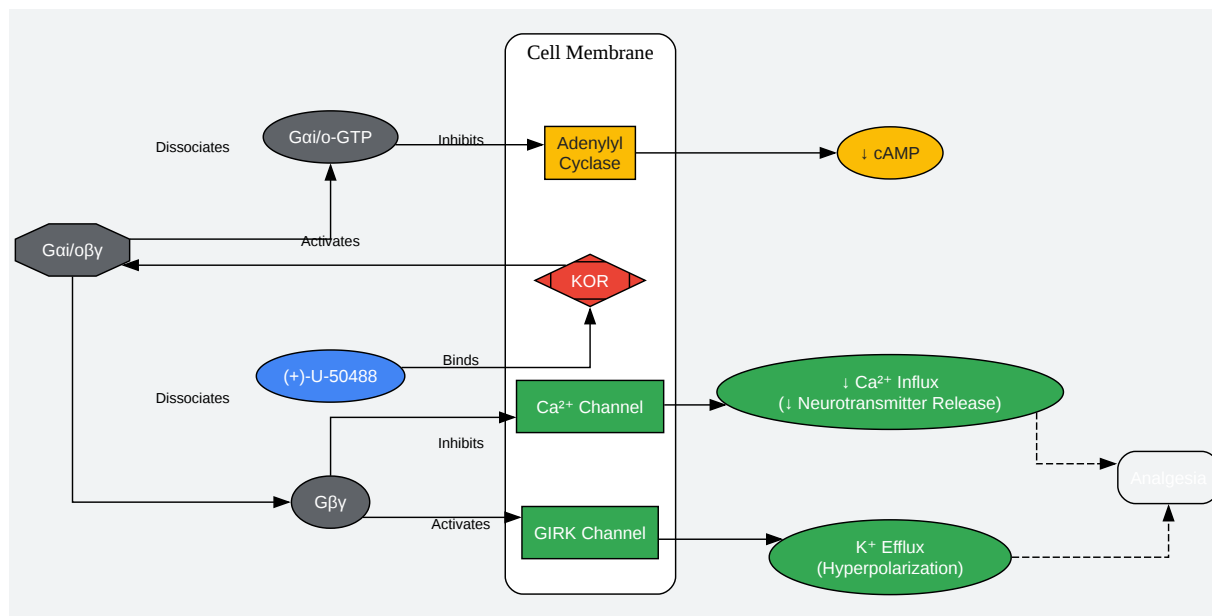 Cell Membrane
Dissociates
Gαi/o-GTP
Inhibits
Adenylyl
Cyclase
↓ cAMP
Gαi/oβγ
Activates
KOR
(+)-U-50488
Binds
Dissociates
Ca²⁺ Channel
↓ Ca²⁺ Influx
(↓ Neurotransmitter Release)
Inhibits
Analgesia
Gβγ
Activates
GIRK Channel
K⁺ Efflux
(Hyperpolarization)